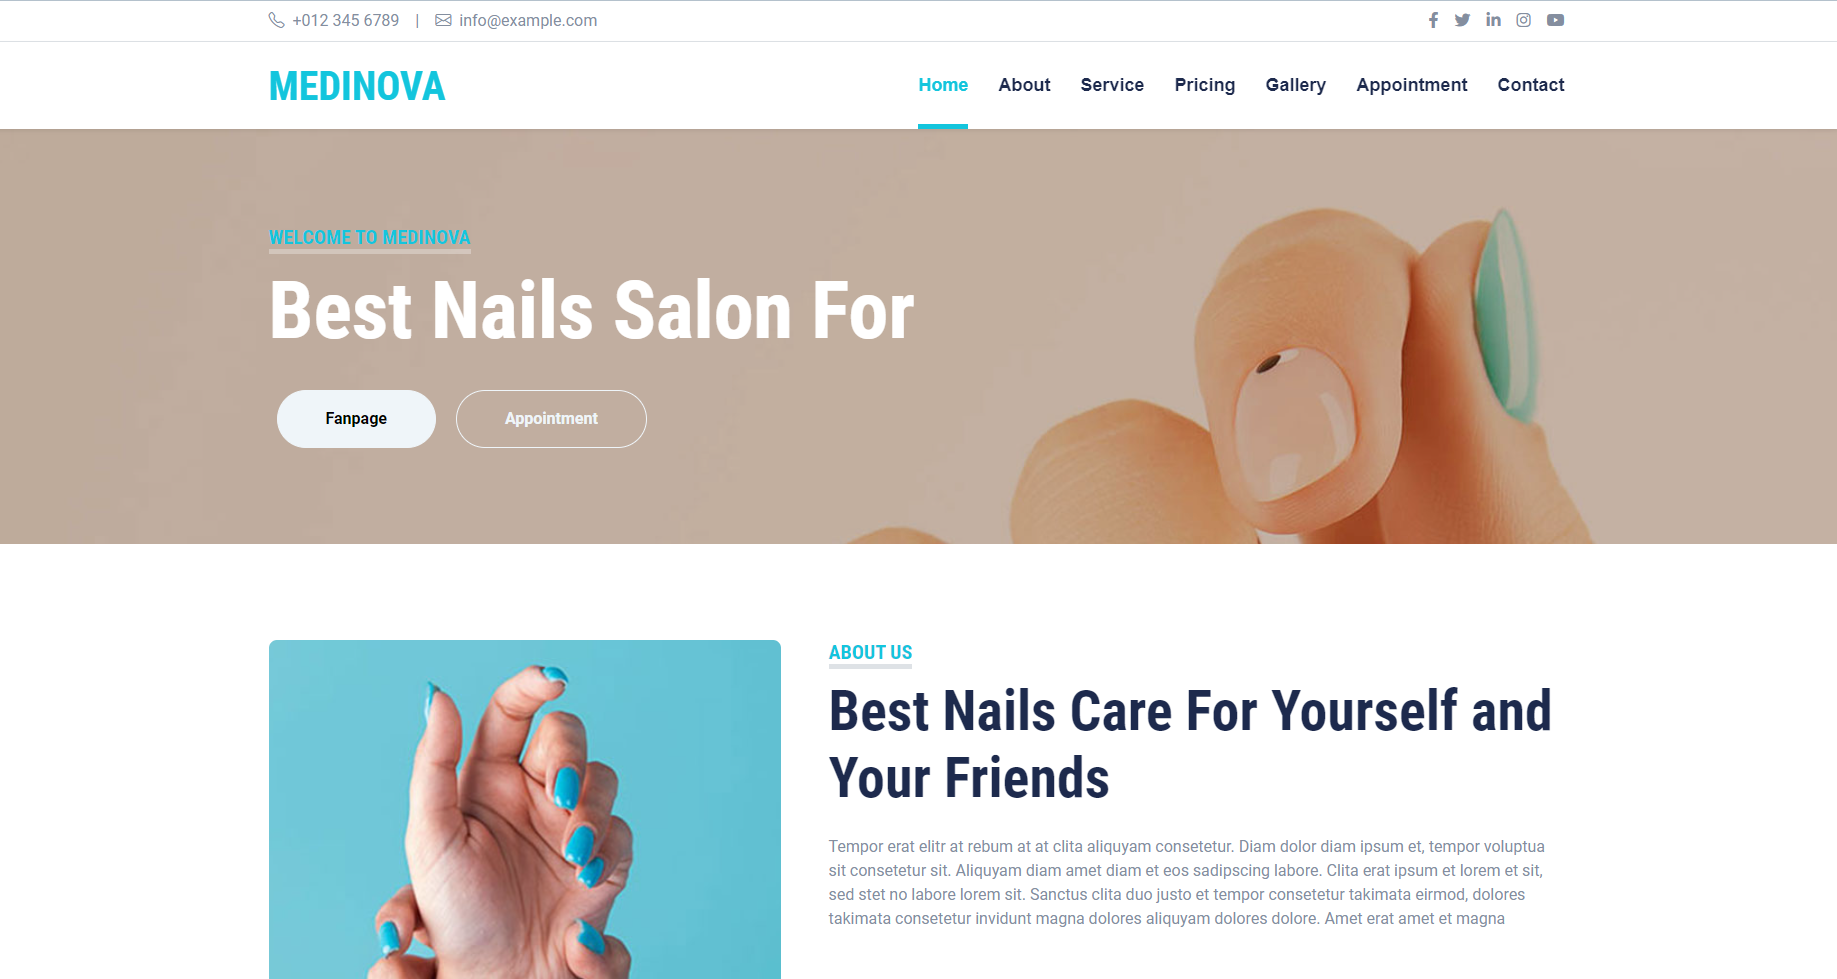 +012 345 6789 | info@example.com
MEDINOVA
Home About Service Pricing Gallery Appointment Contact
WELCOME TO MEDINOVA
Best Nails Salon For
Fanpage Appointment
ABOUT US
Best Nails Care For Yourself and
Your Friends
Tempor erat elitr at rebum at at clita aliquyam consetetur. Diam dolor diam ipsum et, tempor voluptua
sit consetetur sit. Aliquyam diam amet diam et eos sadipscing labore. Clita erat ipsum et lorem et sit,
sed stet no labore lorem sit. Sanctus clita duo justo et tempor consetetur takimata eirmod, dolores
takimata consetetur invidunt magna dolores aliquyam dolores dolore. Amet erat amet et magna